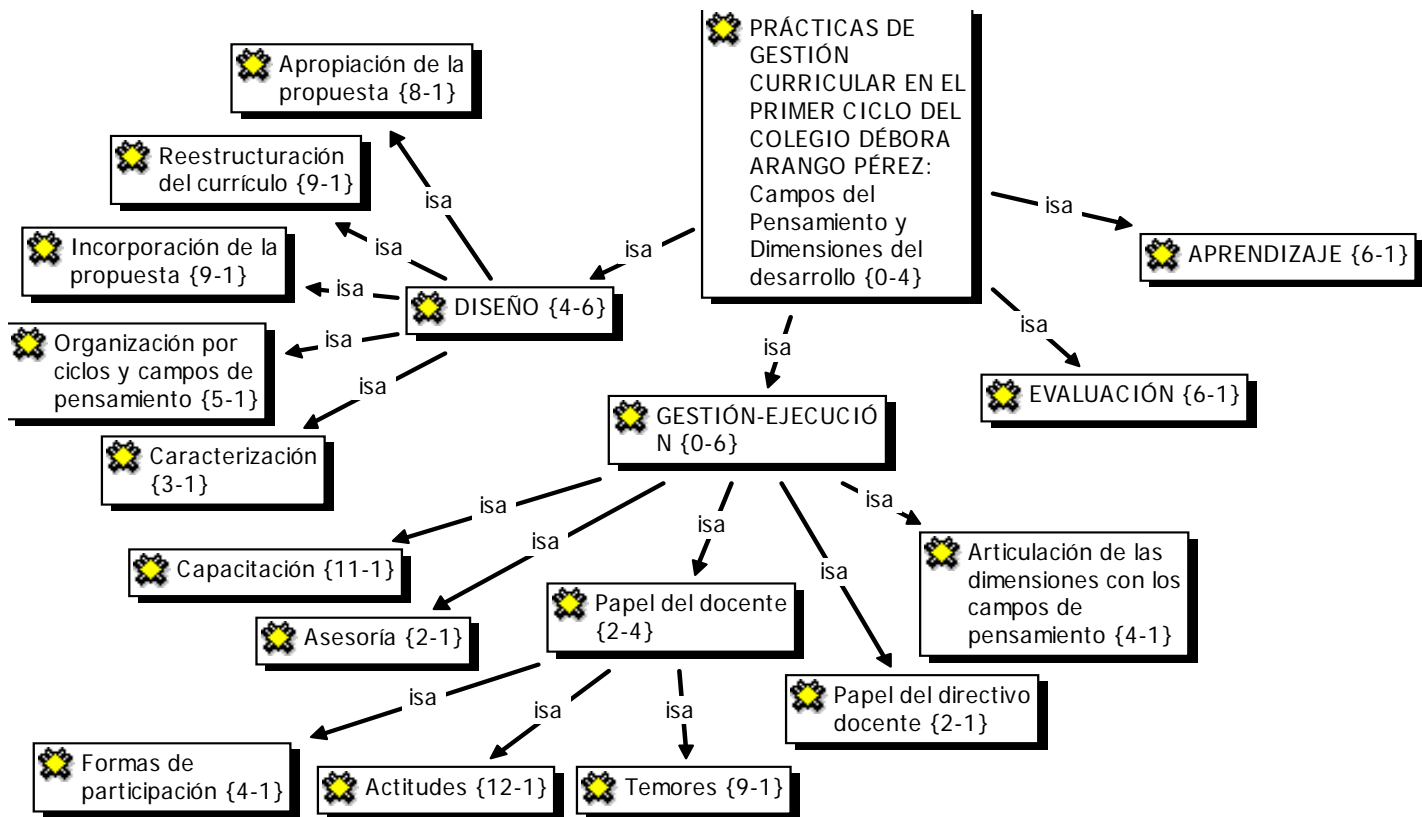 PRÁCTICAS DE
GESTIÓN
CURRICULAR EN EL
PRIMER CICLO DEL
COLEGIO DÉBORA
ARANGO PÉREZ:
Campos del
Pensamiento y
Dimensiones del
desarrollo {0-4}
Apropiación de la
propuesta {8-1}
Reestructuración
del currículo {9-1}
isa
isa
isa
Incorporación de la
propuesta {9-1}
isa
isa
APRENDIZAJE {6-1}
isa
DISEÑO {4-6}
Organización por
ciclos y campos de
pensamiento {5-1}
isa
isa
isa
isa
EVALUACIÓN {6-1}
GESTIÓN-EJECUCIÓ
N {0-6}
Caracterización
{3-1}
isa
isa
isa
isa
isa
Capacitación {11-1}
Articulación de las
dimensiones con los
campos de
pensamiento {4-1}
Papel del docente
{2-4}
Asesoría {2-1}
isa
isa
isa
Papel del directivo
docente {2-1}
Formas de
participación {4-1}
Actitudes {12-1}
Temores {9-1}